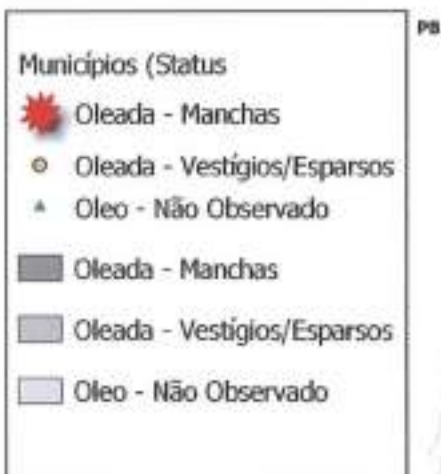 PB
Municípios (Status
Oleada - Manchas
Oleada - Vestígios/Esparsos
Oleo - Não Observado
Oleada - Manchas
Oleada - Vestígios/Esparsos
Oleo - Não Observado